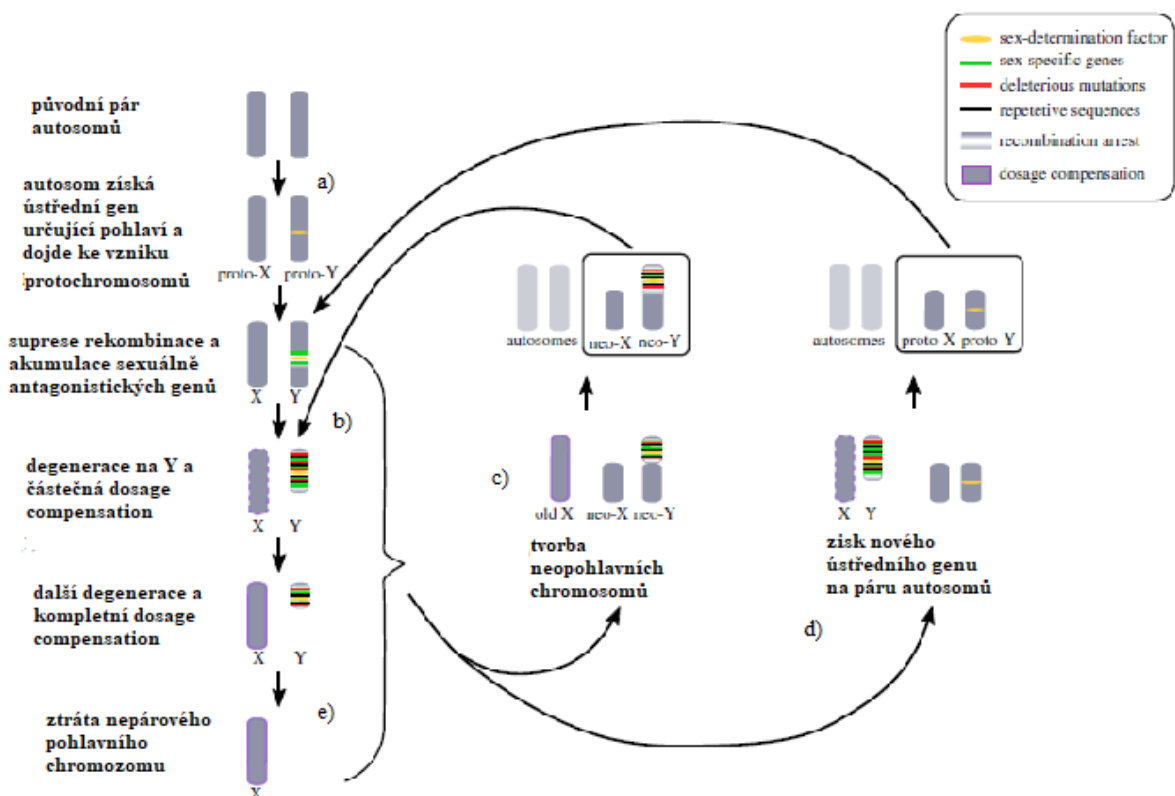 sex-determination factor
sex specific genes
deleterious mutations
repetetive sequences
recombination arrest
dosage compensation
původní pár
autosomů
a)
autosom získá
ústřední gen
určující pohlaví a
dojde ke vzniku
protochromosomů
proto-X proto-Y
suprese rekombinace a
akumulace sexuálně
antagonistických genů
X Y
b)
degenerace na Y a
částečná dosage
compensation
X Y
další degenerace a
kompletní dosage
compensation
X Y
e)
ztráta nepárového
pohlavního
chromozomu
X
autosomes neo-X neo-Y
c)
old X neo-X neo-Y
tvorba
neopohlavních
chromosomů
autosomes proto X proto Y
X Y
zisk nového
ústředního genu
na páru autosomů
d)